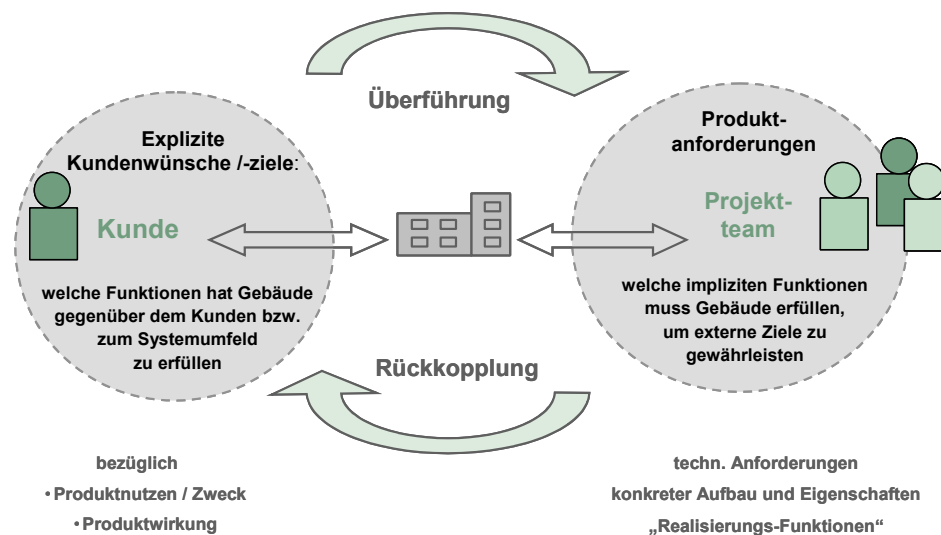 Überführung
Explizite
Kundenwünsche /-ziele:
Kunde
welche Funktionen hat Gebäude
gegenüber dem Kunden bzw.
zum Systemumfeld
zu erfüllen
Produkt-
anforderungen
Projekt-
team
welche impliziten Funktionen
muss Gebäude erfüllen,
um externe Ziele zu
gewährleisten
Rückkopplung
bezüglich
• Produktnutzen / Zweck
• Produktwirkung
techn. Anforderungen
konkreter Aufbau und Eigenschaften
„Realisierungs-Funktionen“